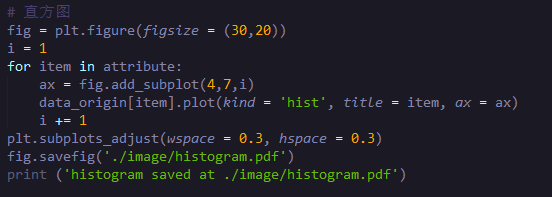 # 直方图
fig = plt.figure(figsize = (30,20))
i = 1
for item in attribute:
    ax = fig.add_subplot(4,7,i)
    data_origin[item].plot(kind = 'hist', title = item, ax = ax)
    i += 1
plt.subplots_adjust(wspace = 0.3, hspace = 0.3)
fig.savefig('./image/histogram.pdf')
print ('histogram saved at ./image/histogram.pdf')